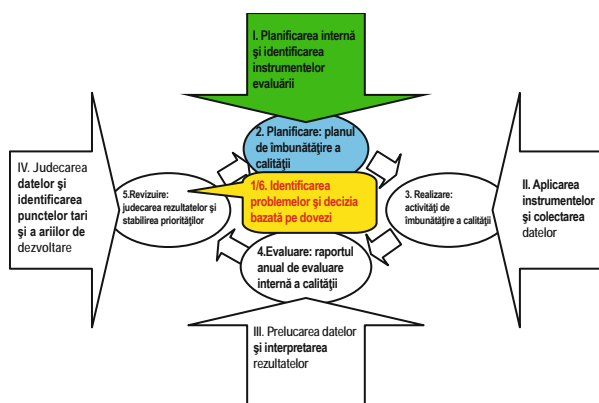 I. Planificarea internă
şi identificarea
instrumentelor
evaluării
2. Planificare: planul
de îmbunătăţire a
calităţii
IV. Judecarea
datelor şi
identificarea
punctelor tari
şi a ariilor de
dezvoltare
5.Revizuire:
judecarea rezultatelor şi
stabilirea priorităţilor
1/6. Identificarea
problemelor şi decizia
bazată pe dovezi
3. Realizare:
activităţi de
îmbunătăţire a calităţii
II. Aplicarea
instrumentelor
şi colectarea
datelor
4.Evaluare: raportul
anual de evaluare
internă a calităţii
III. Prelucarea datelor
şi interpretarea
rezultatelor